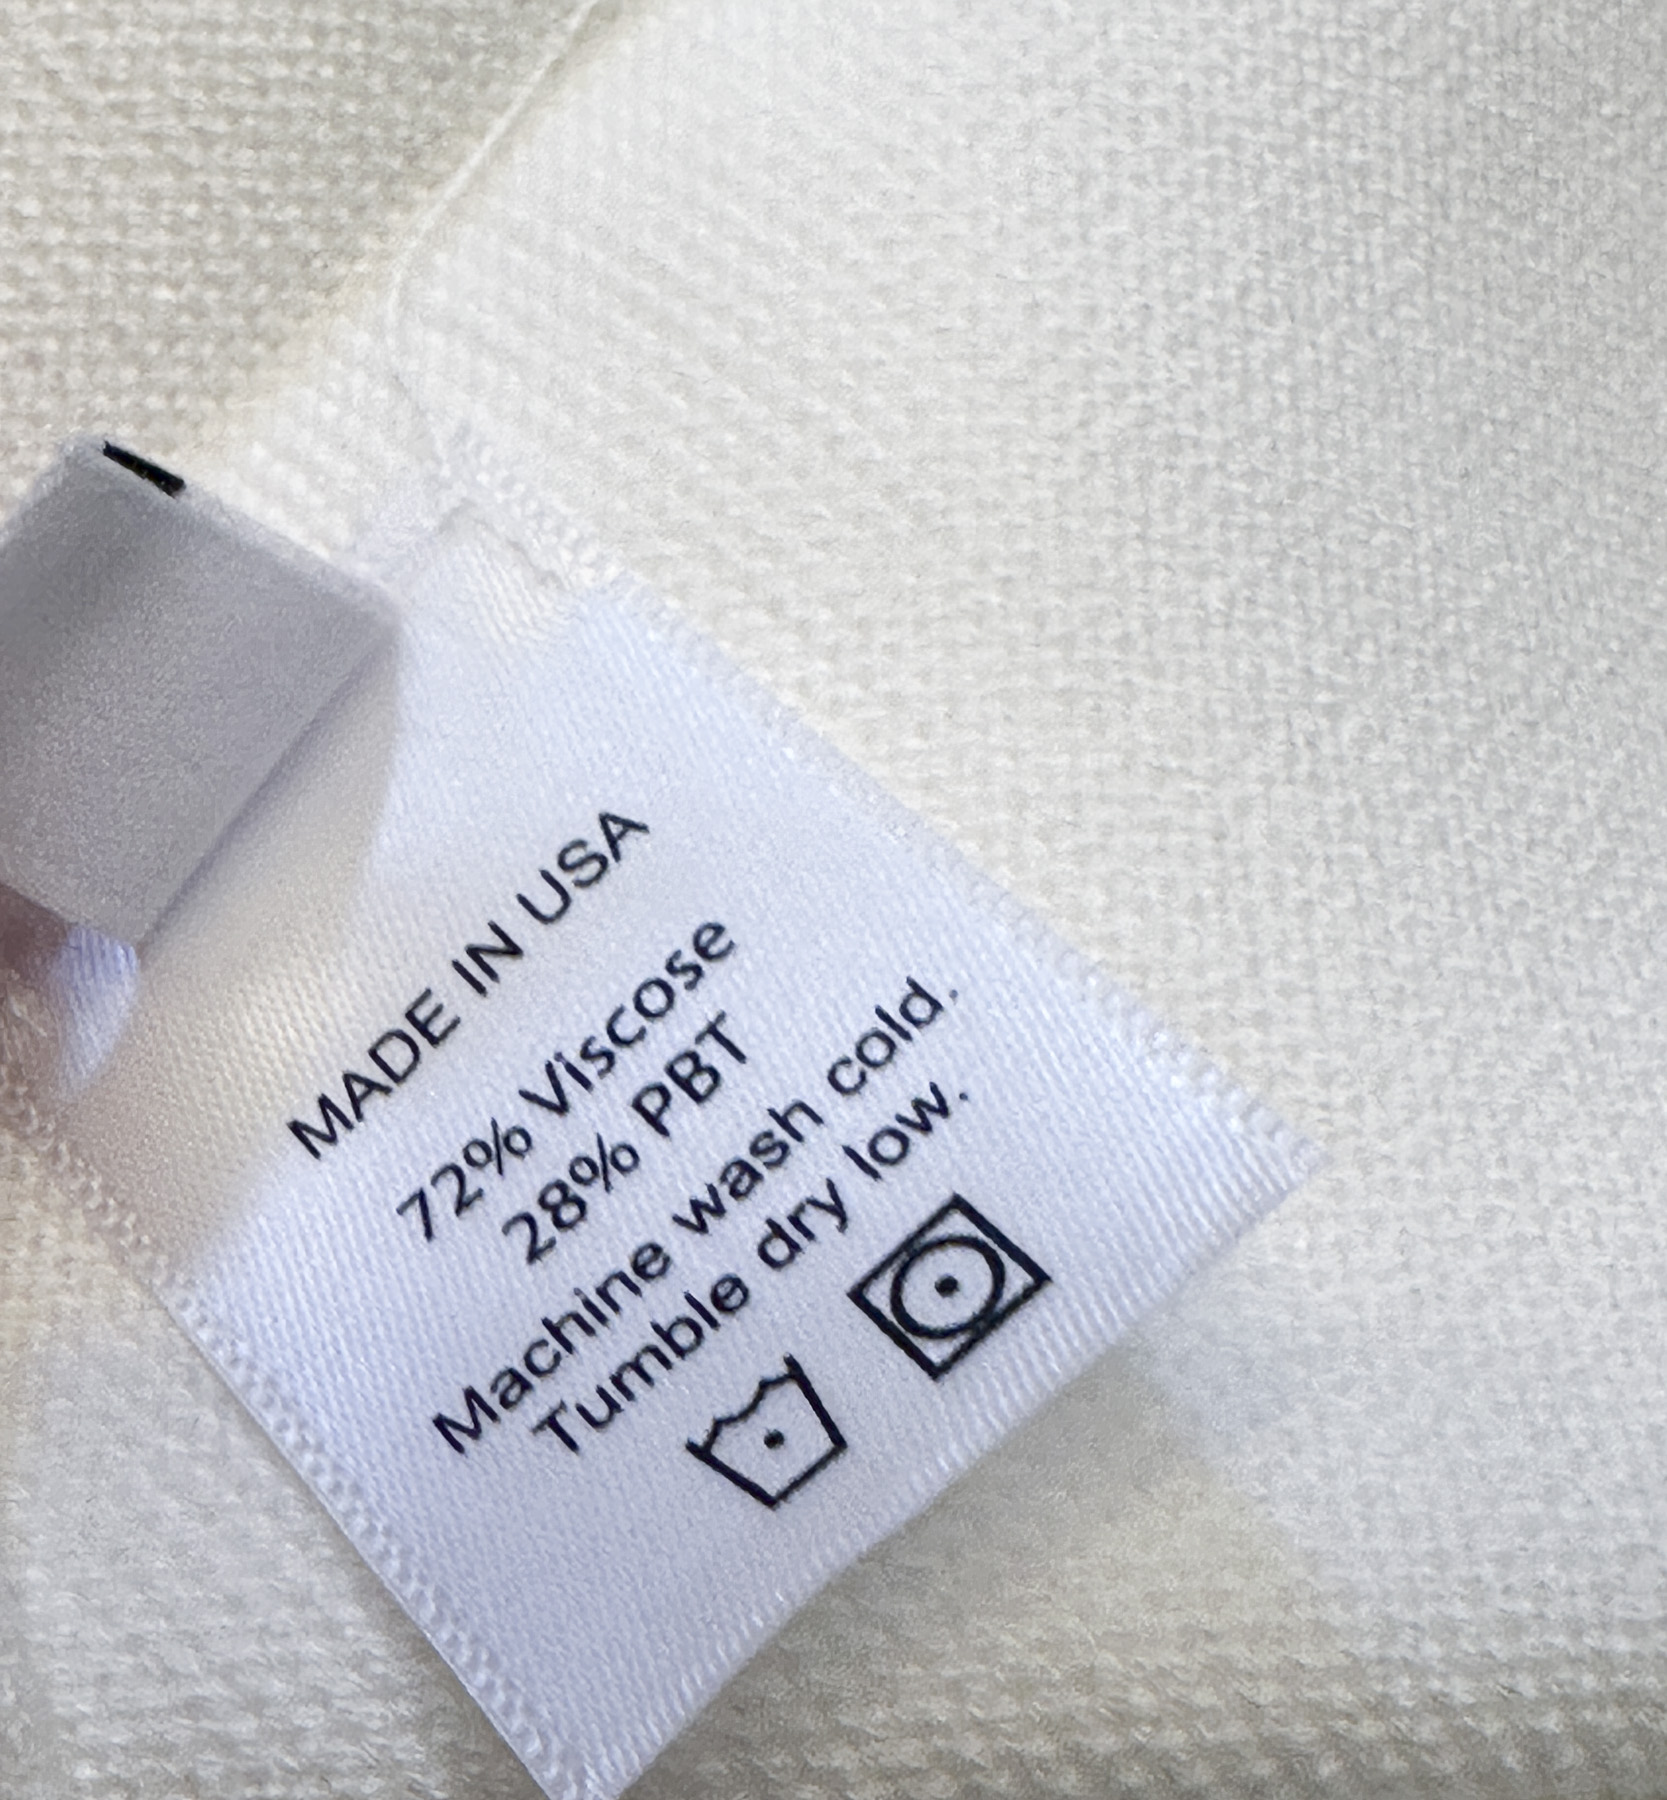 MADE IN USA
72% Viscose
28% PBT
Machine wash cold.
Tumble dry low.